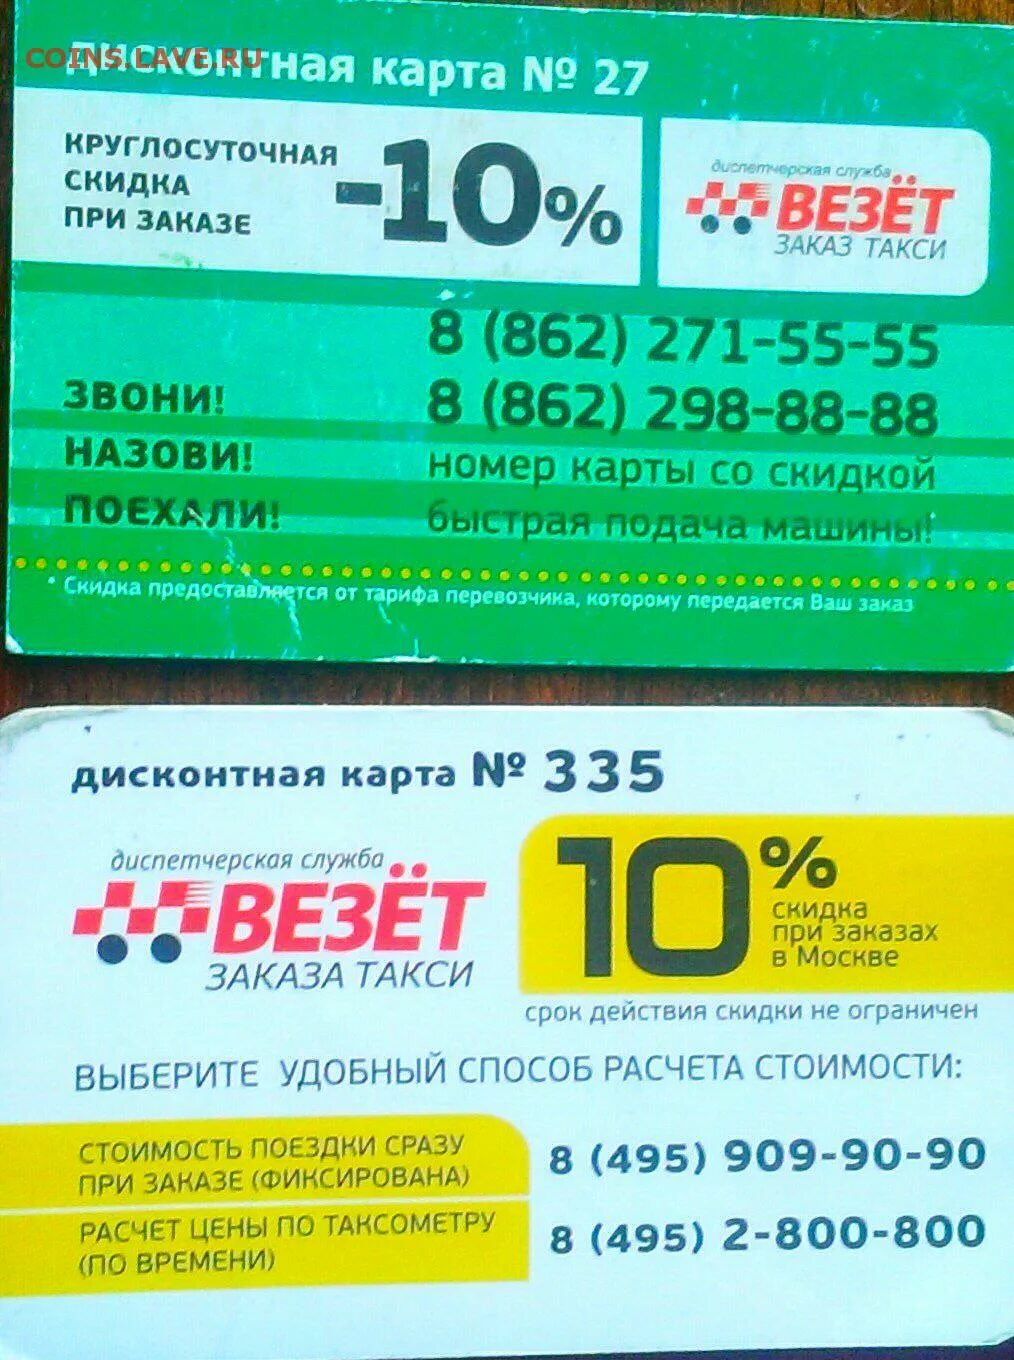 COINS.LAVE.RU
дисконтная карта № 27
КРУГЛОСУТОЧНАЯ
СКИДКА
ПРИ ЗАКАЗЕ
-10%
диспетчерская служба
ВЕЗЁТ
ЗАКАЗ ТАКСИ
8 (862) 271-55-55
ЗВОНИ! 8 (862) 298-88-88
НАЗОВИ! номер карты со скидкой
ПОЕХАЛИ! быстрая подача машины!
* Скидка предоставляется от тарифа перевозчика, которому передается Ваш заказ
дисконтная карта № 335
диспетчерская служба
ВЕЗЁТ
ЗАКАЗА ТАКСИ
10%
скидка
при заказах
в Москве
срок действия скидки не ограничен
ВЫБЕРИТЕ УДОБНЫЙ СПОСОБ РАСЧЕТА СТОИМОСТИ:
СТОИМОСТЬ ПОЕЗДКИ СРАЗУ
ПРИ ЗАКАЗЕ (ФИКСИРОВАНА)
8 (495) 909-90-90
РАСЧЕТ ЦЕНЫ ПО ТАКСОМЕТРУ
(ПО ВРЕМЕНИ)
8 (495) 2-800-800